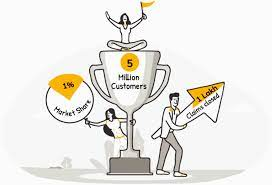 5
Million
Customers
1%
Market Share
1 Lakh
Claims closed